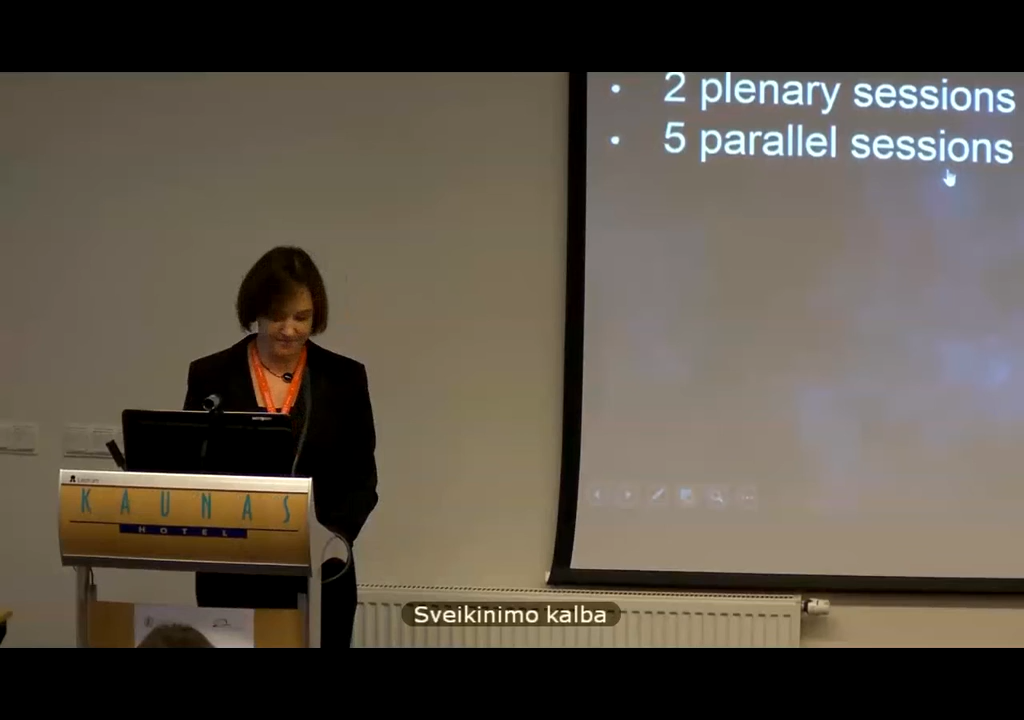 • 2 plenary sessions
• 5 parallel sessions
KAUNAS
HOTEL
Sveikinimo kalba